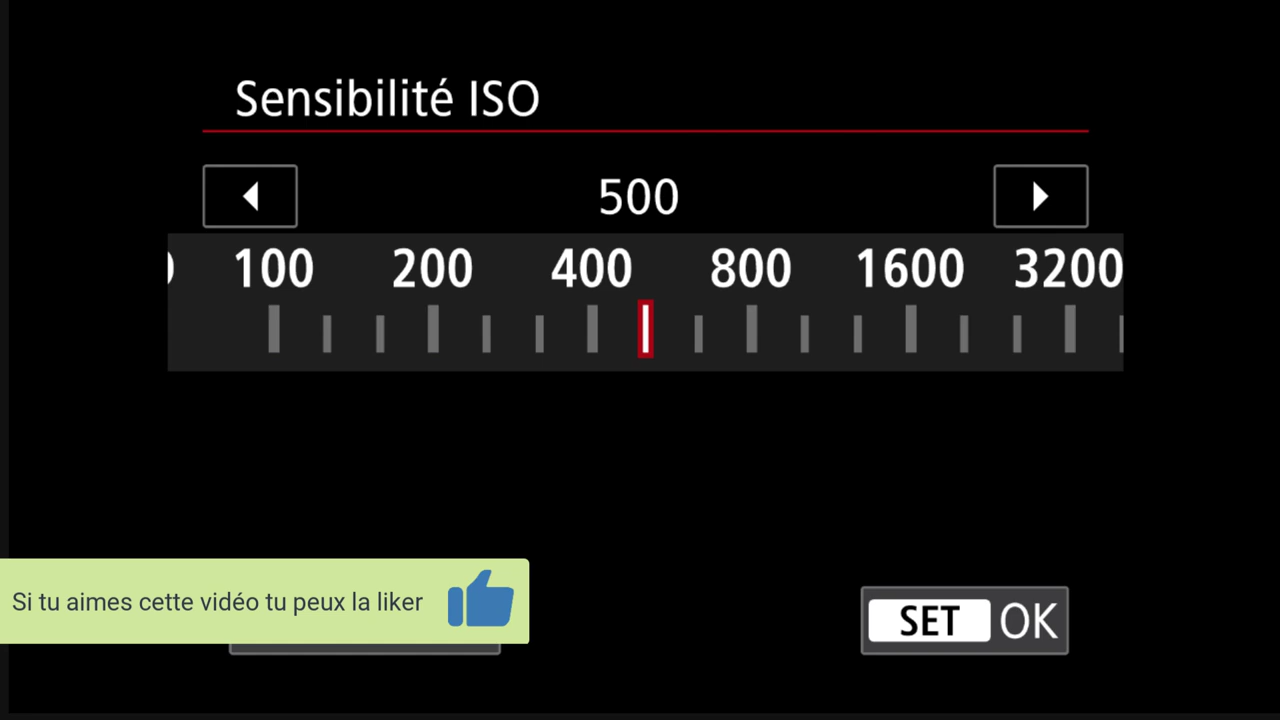 Sensibilité ISO
500
100 200 400 800 1600 3200
Si tu aimes cette vidéo tu peux la liker
SET OK